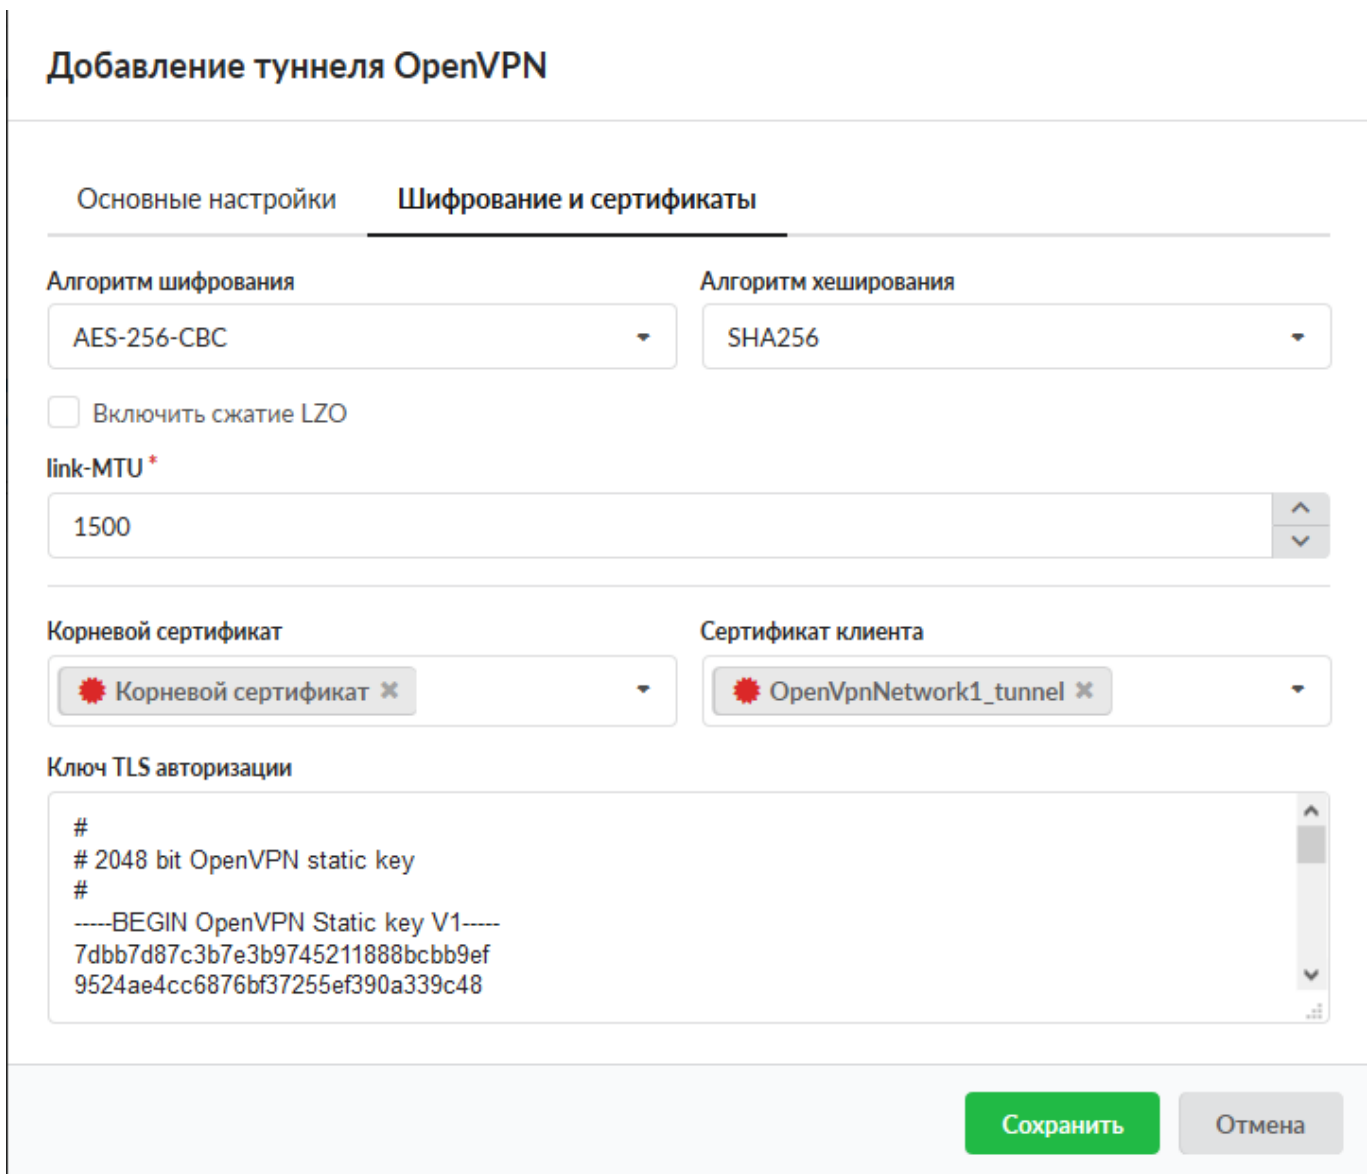 Добавление туннеля OpenVPN
Основные настройки
Шифрование и сертификаты
Алгоритм шифрования
Алгоритм хеширования
AES-256-CBC
SHA256
Включить сжатие LZO
link-MTU *
1500
Корневой сертификат
Сертификат клиента
Корневой сертификат
OpenVpnNetwork1_tunnel
Ключ TLS авторизации
#
# 2048 bit OpenVPN static key
#
-----BEGIN OpenVPN Static key V1-----
7dbb7d87c3b7e3b9745211888bcbb9ef
9524ae4cc6876bf37255ef390a339c48
Сохранить
Отмена